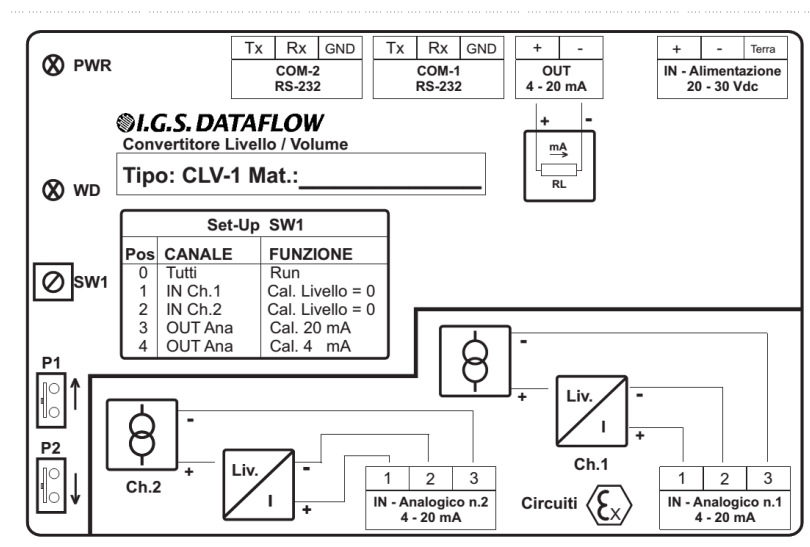 PWR
Tx Rx GND
COM-2
RS-232
Tx Rx GND
COM-1
RS-232
+ -
OUT
4 - 20 mA
+ - Terra
IN - Alimentazione
20 - 30 Vdc
I.G.S. DATAFLOW
Convertitore Livello / Volume
Tipo: CLV-1 Mat.:
+ -
mA
RL
WD
Set-Up SW1
Pos CANALE FUNZIONE
0 Tutti Run
1 IN Ch.1 Cal. Livello = 0
2 IN Ch.2 Cal. Livello = 0
3 OUT Ana Cal. 20 mA
4 OUT Ana Cal. 4 mA
SW1
P1
P2
-
+
Liv.
I
-
+
Ch.1
1 2 3
IN - Analogico n.1
4 - 20 mA
-
+
Ch.2
Liv.
I
-
+
1 2 3
IN - Analogico n.2
4 - 20 mA
Circuiti
Ex